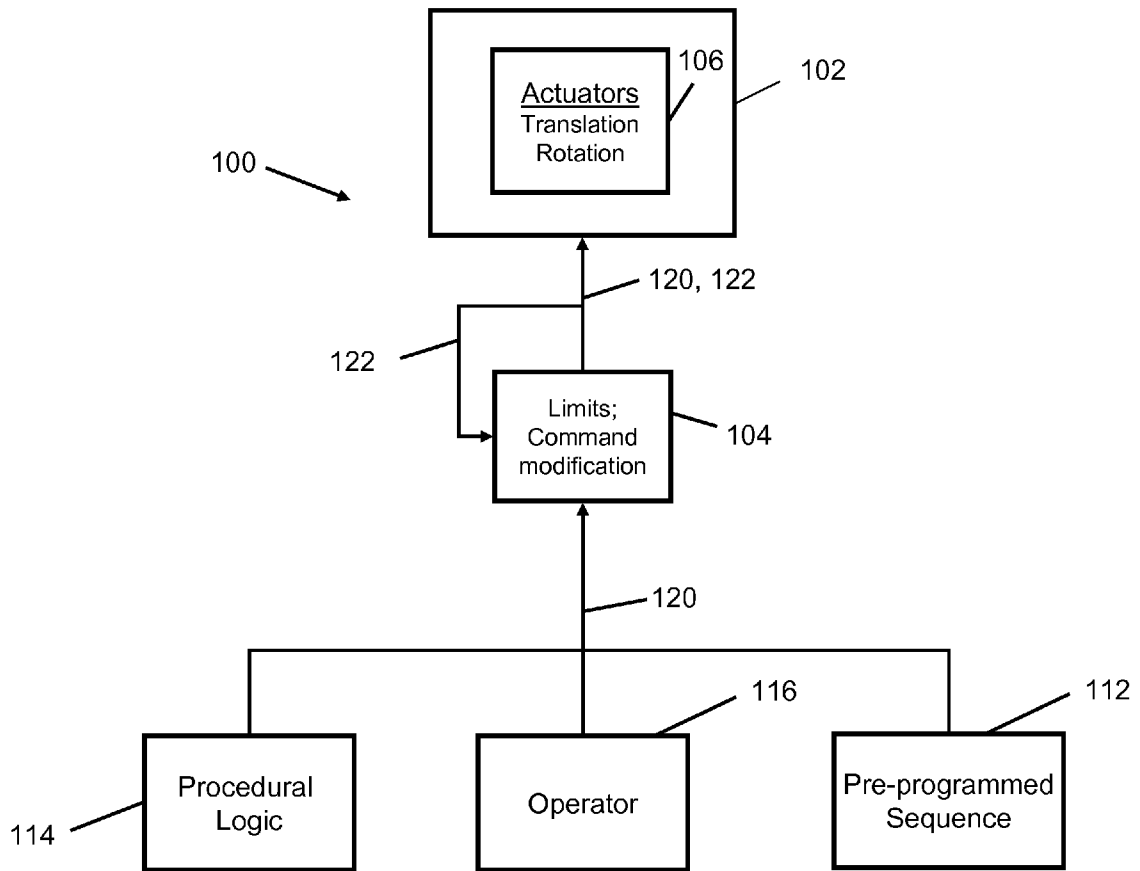 102
106
Actuators
Translation
Rotation
100
120, 122
122
Limits;
Command
modification
104
120
116
112
Procedural
Logic
Operator
Pre-programmed
Sequence
114